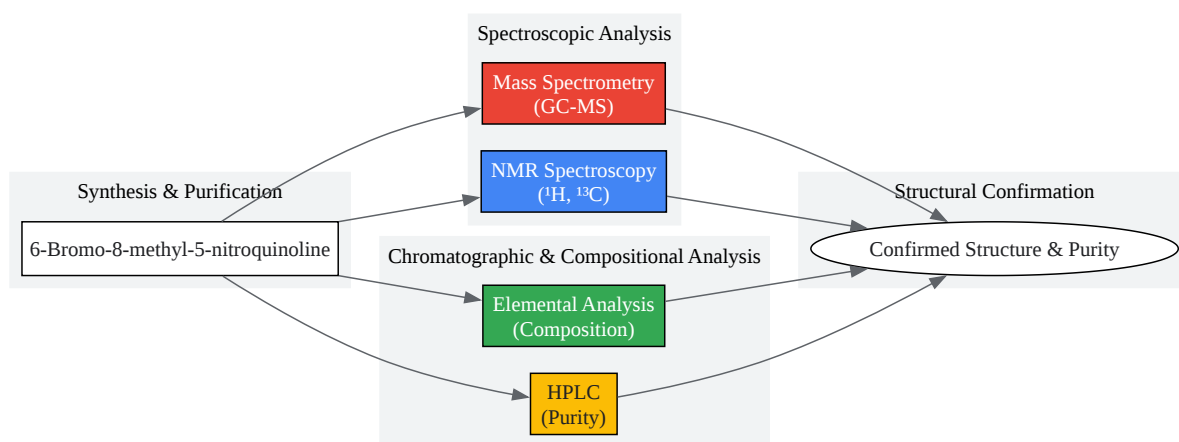 Spectroscopic Analysis
Mass Spectrometry
(GC-MS)
NMR Spectroscopy
(¹H, ¹³C)
Synthesis & Purification
6-Bromo-8-methyl-5-nitroquinoline
Chromatographic & Compositional Analysis
Elemental Analysis
(Composition)
HPLC
(Purity)
Structural Confirmation
Confirmed Structure & Purity